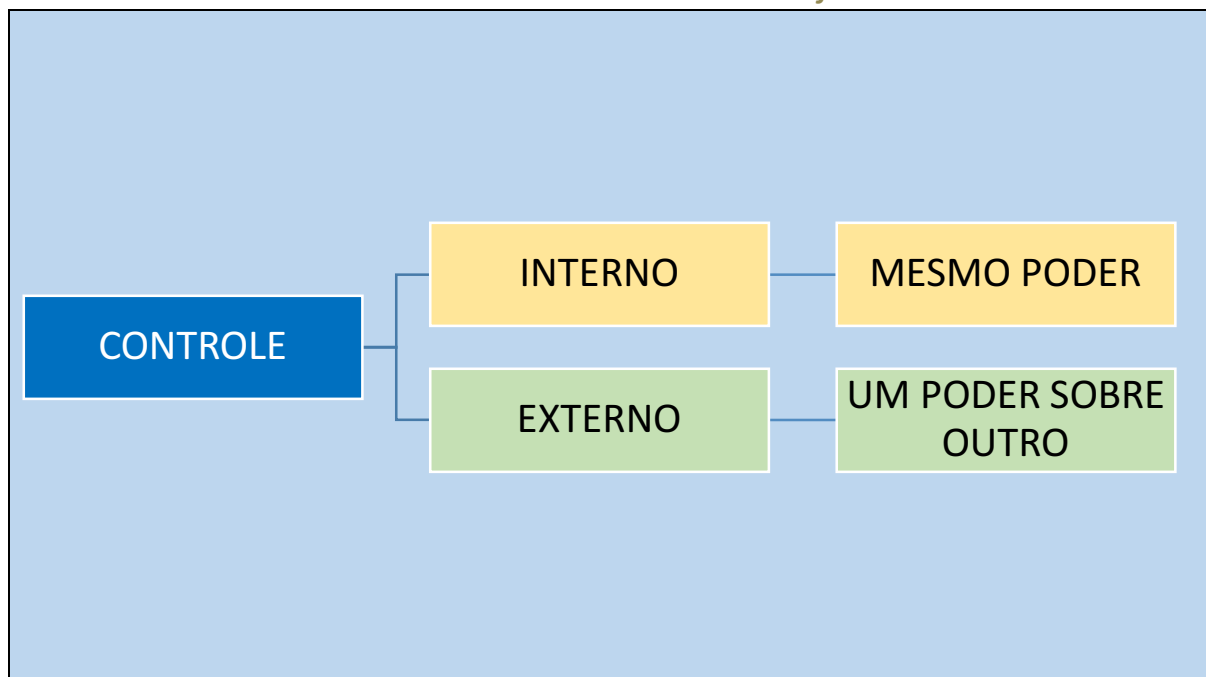 INTERNO
MESMO PODER
CONTROLE
EXTERNO
UM PODER SOBRE
OUTRO